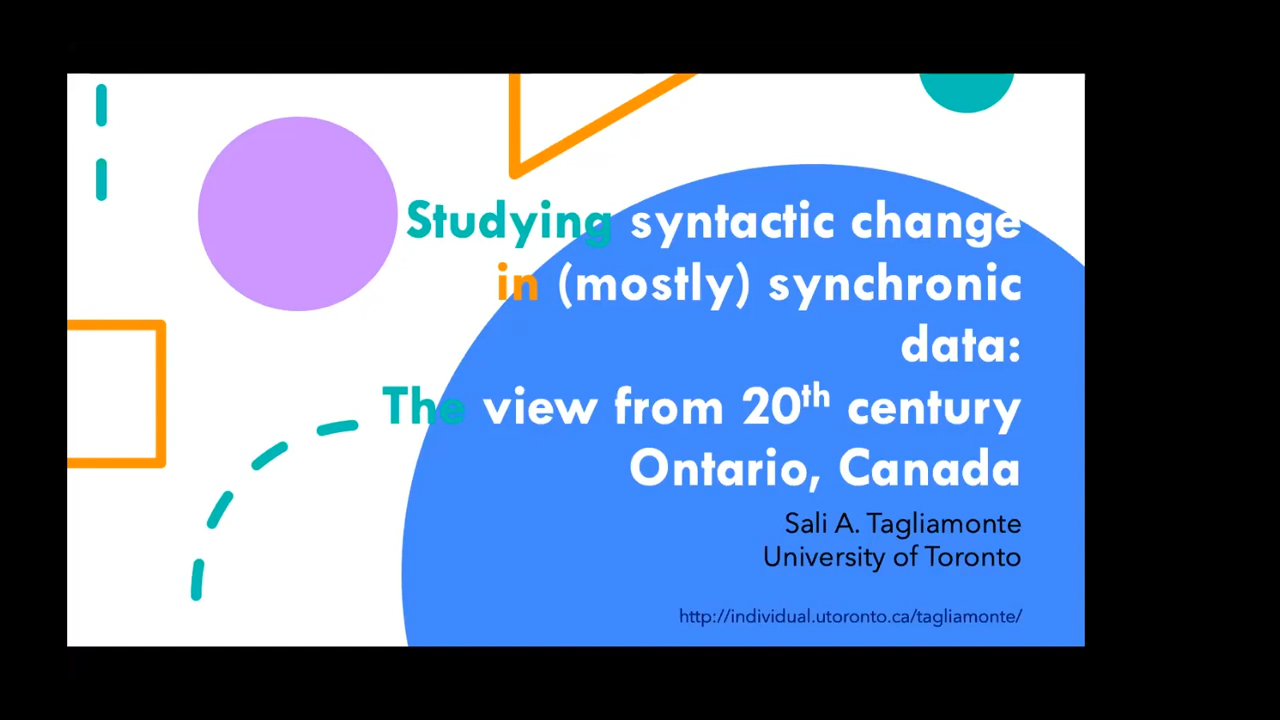 Studying syntactic change
in (mostly) synchronic
data:
The view from 20th century
Ontario, Canada
Sali A. Tagliamonte
University of Toronto
http://individual.utoronto.ca/tagliamonte/